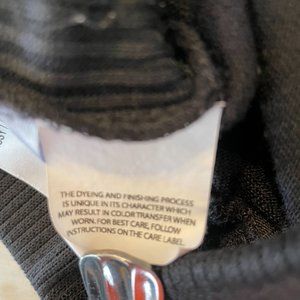 THE DYEING AND FINISHING PROCESS
IS UNIQUE IN ITS CHARACTER WHICH
MAY RESULT IN COLOR TRANSFER WHEN
WORN. FOR BEST CARE, FOLLOW
INSTRUCTIONS ON THE CARE LABEL.